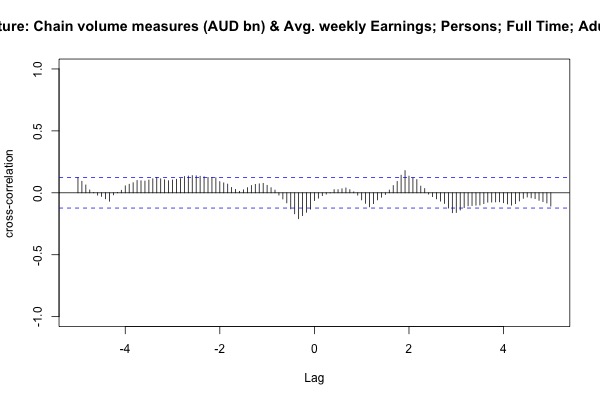 ture: Chain volume measures (AUD bn) & Avg. weekly Earnings; Persons; Full Time; Adu
1.0
0.5
0.0
-0.5
-1.0
cross-correlation
-4 -2 0 2 4
Lag